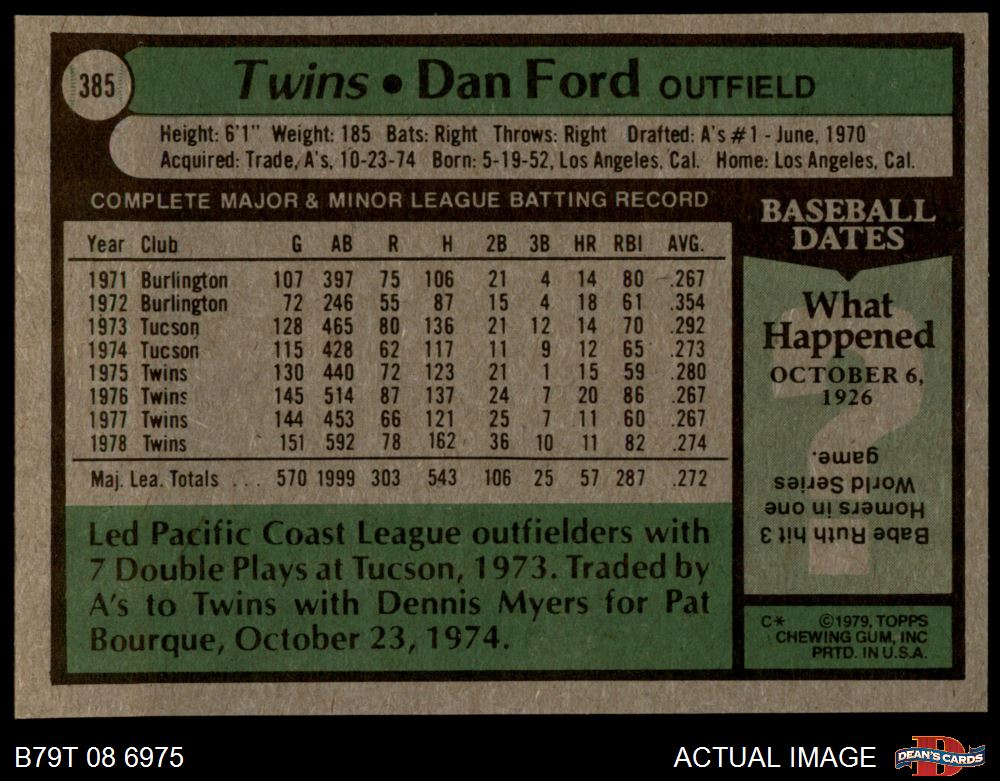 385
Twins • Dan Ford OUTFIELD
Height: 6'1" Weight: 185 Bats: Right Throws: Right Drafted: A's #1 - June, 1970
Acquired: Trade, A's, 10-23-74 Born: 5-19-52, Los Angeles, Cal. Home: Los Angeles, Cal.
COMPLETE MAJOR & MINOR LEAGUE BATTING RECORD
Year Club G AB R H 2B 3B HR RBI AVG.
1971 Burlington 107 397 75 106 21 4 14 80 .267
1972 Burlington 72 246 55 87 15 4 18 61 .354
1973 Tucson 128 465 80 136 21 12 14 70 .292
1974 Tucson 115 428 62 117 11 9 12 65 .273
1975 Twins 130 440 72 123 21 1 15 59 .280
1976 Twins 145 514 87 137 24 7 20 86 .267
1977 Twins 144 453 66 121 25 7 11 60 .267
1978 Twins 151 592 78 162 36 10 11 82 .274
Maj. Lea. Totals ... 570 1999 303 543 106 25 57 287 .272
Led Pacific Coast League outfielders with
7 Double Plays at Tucson, 1973. Traded by
A's to Twins with Dennis Myers for Pat
Bourque, October 23, 1974.
BASEBALL
DATES
What
Happened
OCTOBER 6,
1926
Babe Ruth hit 3
Homers in one
World Series
game.
C* ©1979, TOPPS
CHEWING GUM, INC
PRTD. IN U.S.A.
B79T 08 6975
ACTUAL IMAGE
D
DEAN'S CARDS